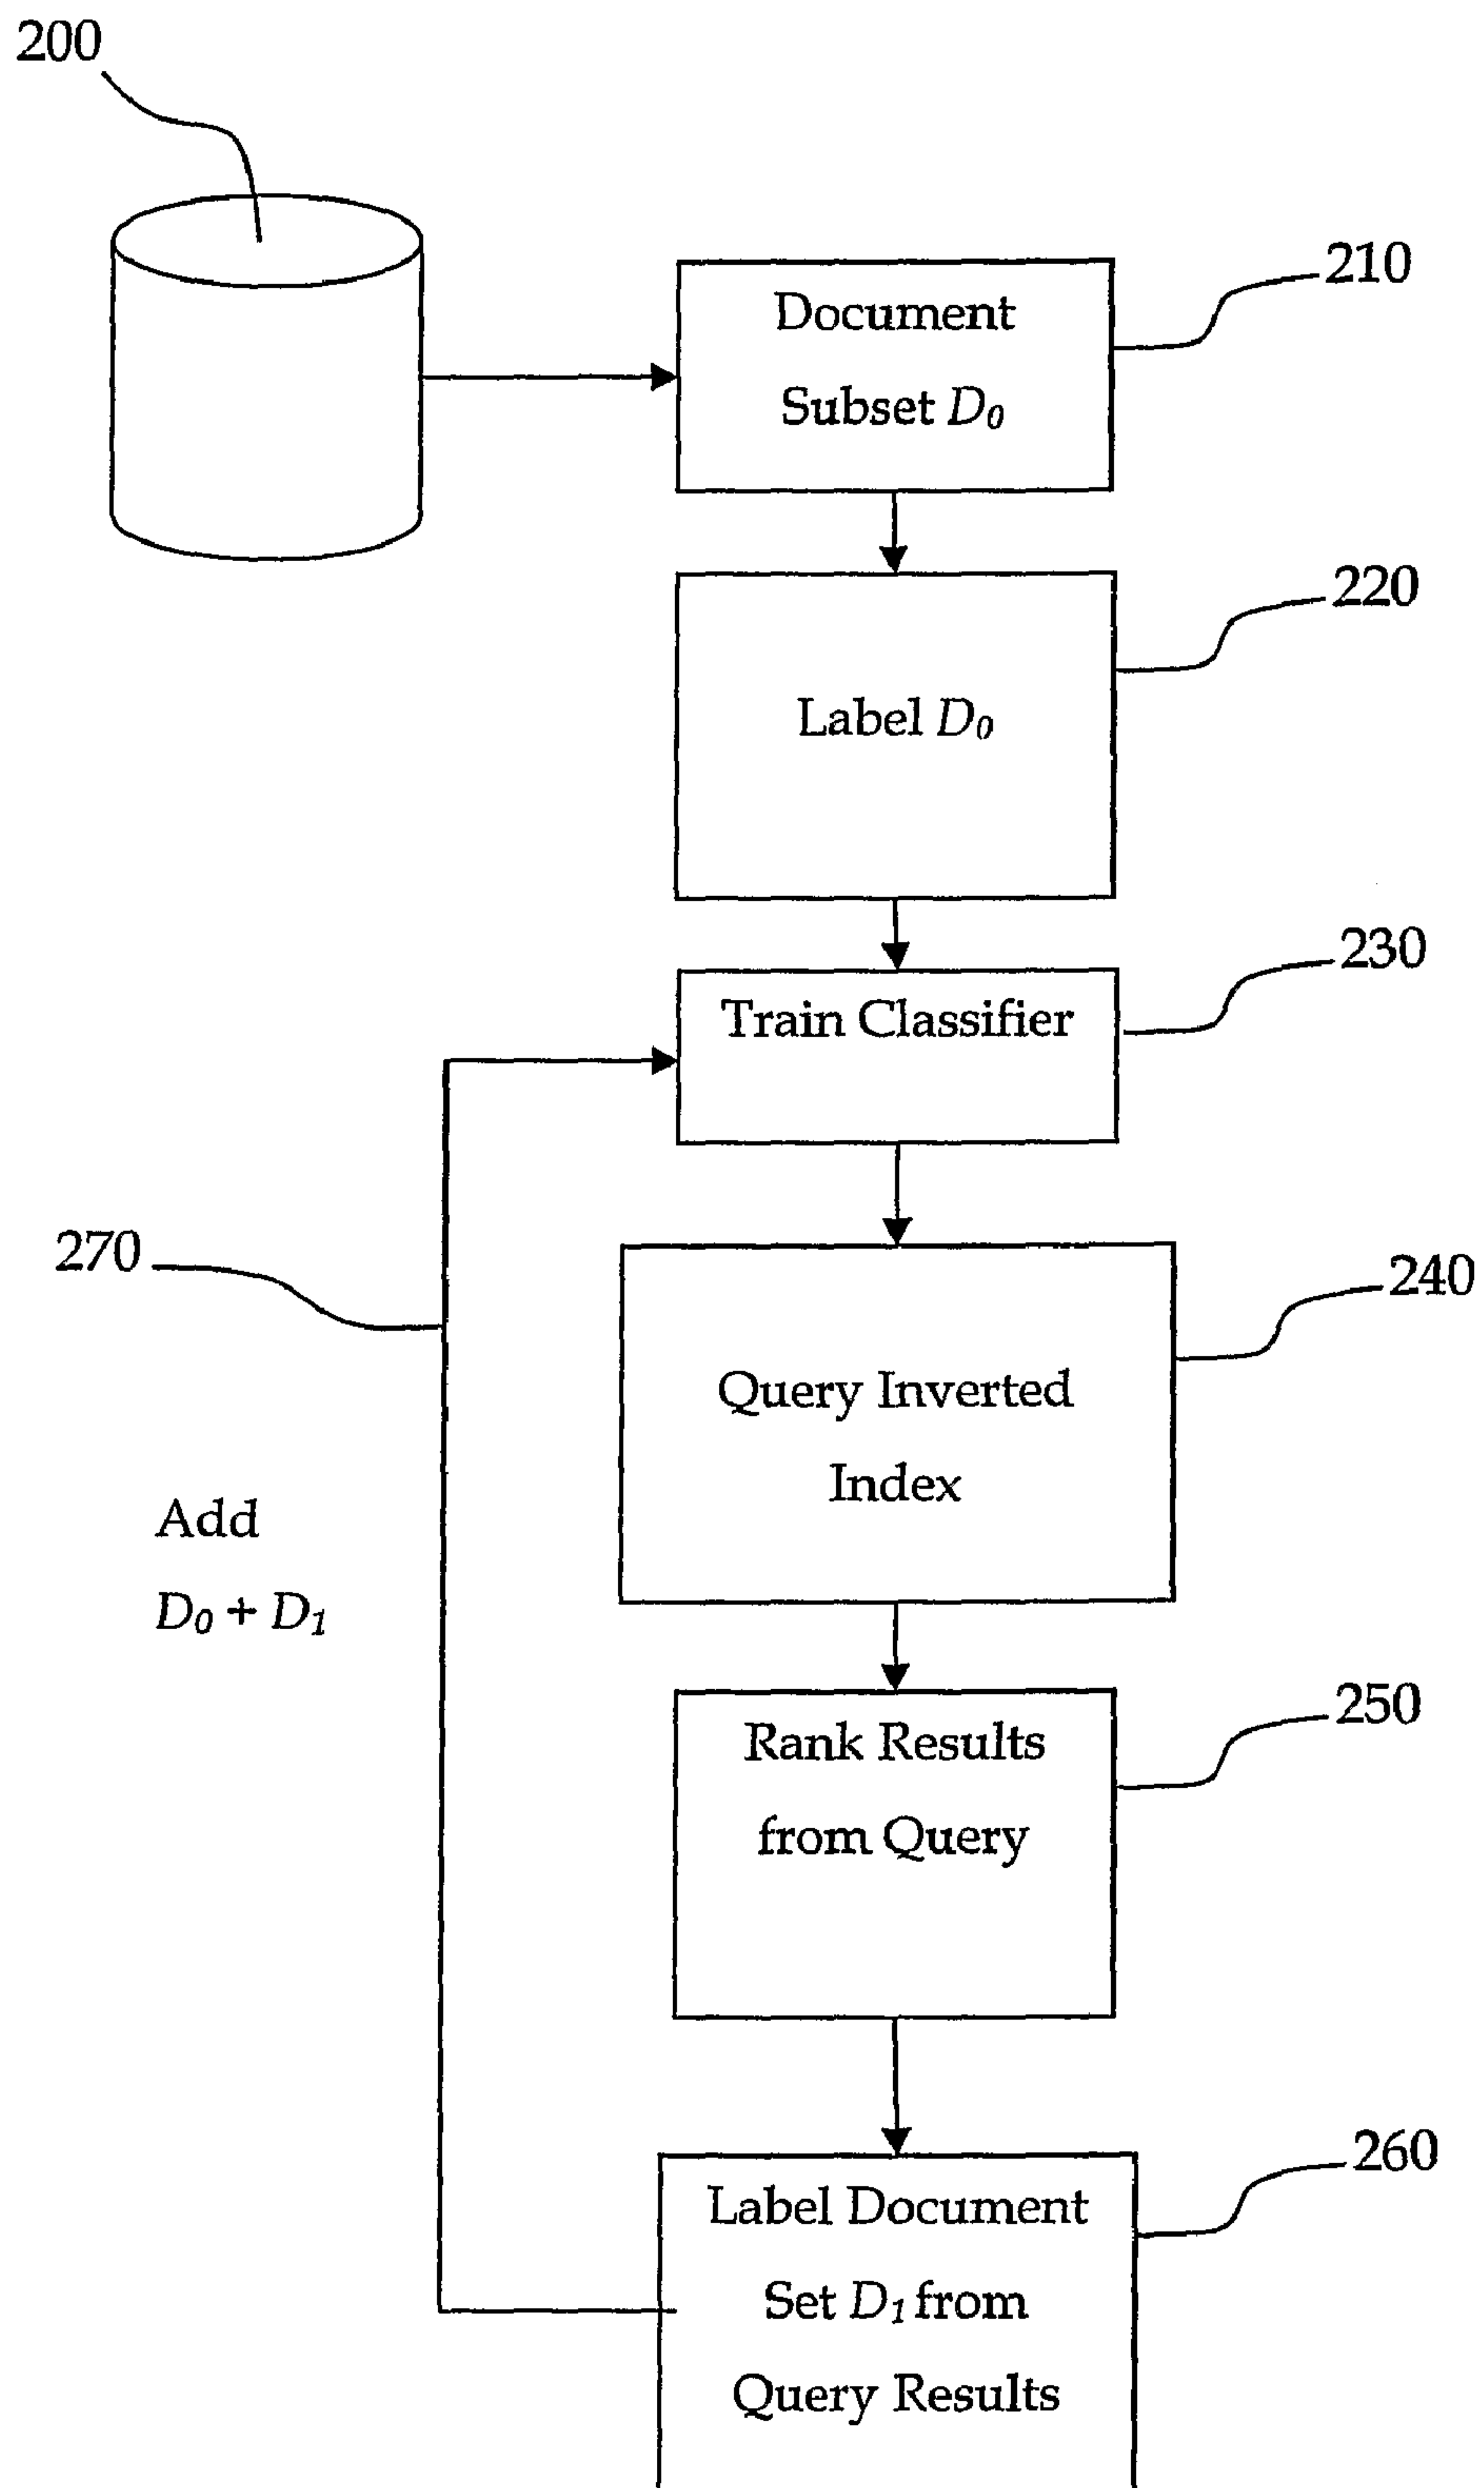 200
210
Document
Subset D₀
220
Label D₀
230
Train Classifier
270
240
Query Inverted
Index
Add
D₀ + D₁
250
Rank Results
from Query
260
Label Document
Set D₁ from
Query Results